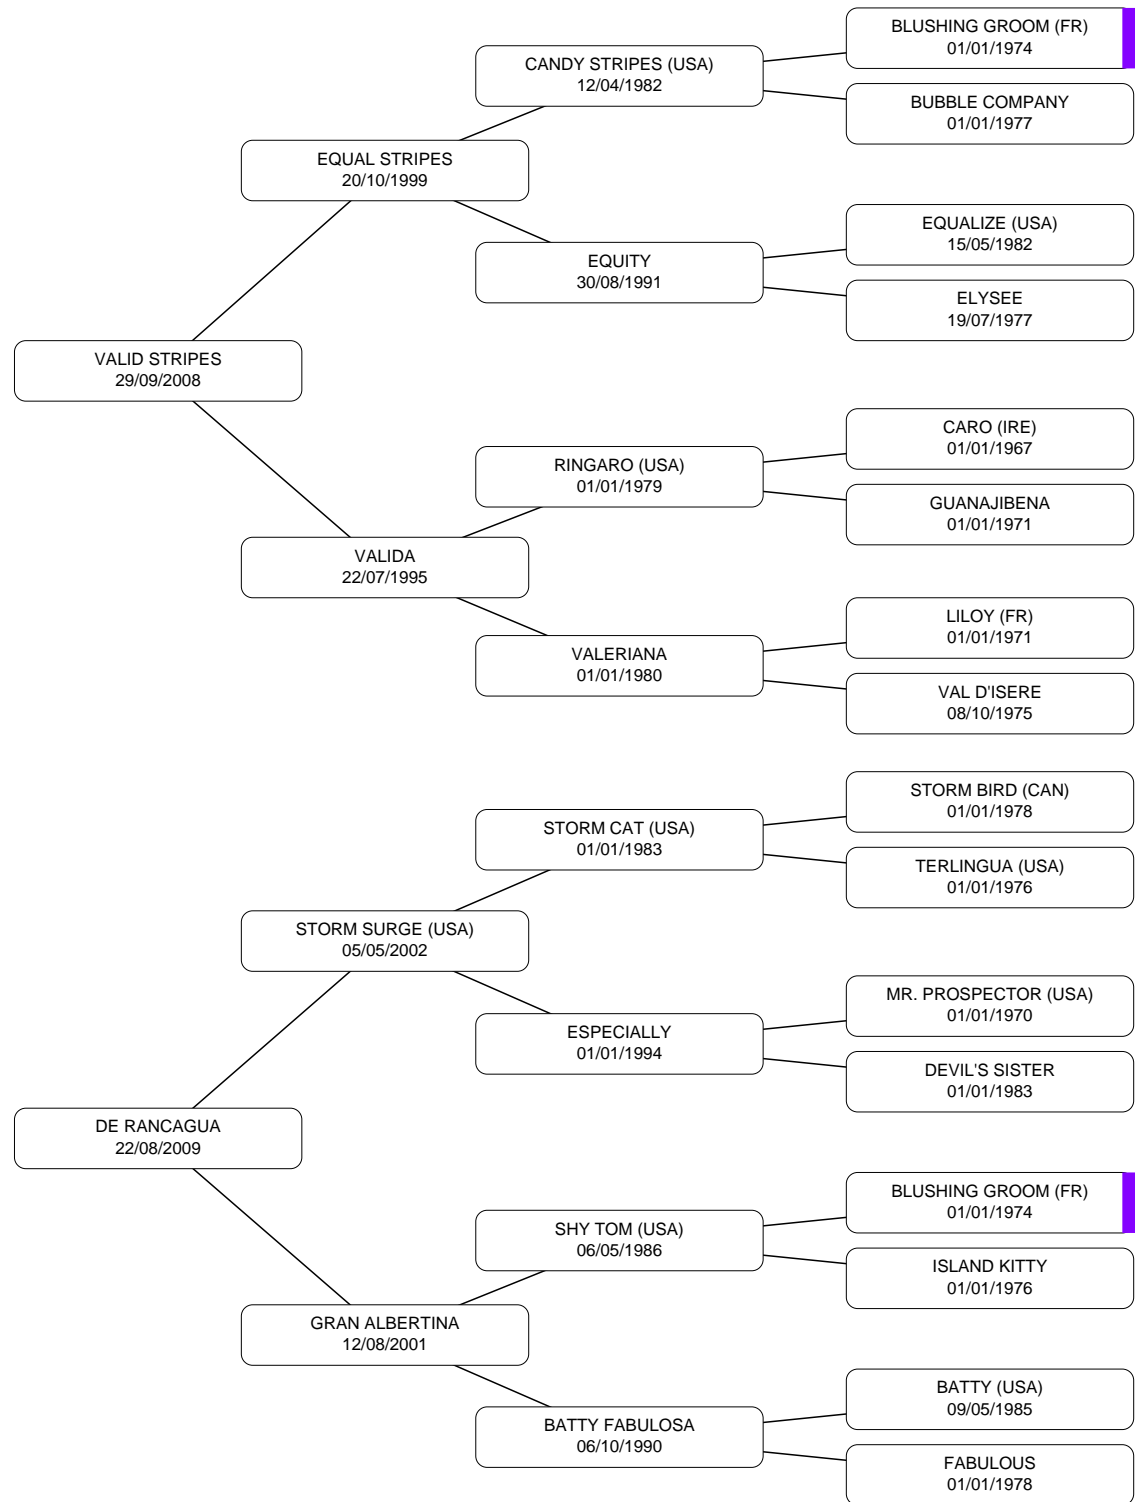 BLUSHING GROOM (FR)
01/01/1974
CANDY STRIPES (USA)
12/04/1982
BUBBLE COMPANY
01/01/1977
EQUAL STRIPES
20/10/1999
EQUALIZE (USA)
15/05/1982
EQUITY
30/08/1991
ELYSEE
19/07/1977
VALID STRIPES
29/09/2008
CARO (IRE)
01/01/1967
RINGARO (USA)
01/01/1979
GUANAJIBENA
01/01/1971
VALIDA
22/07/1995
LILOY (FR)
01/01/1971
VALERIANA
01/01/1980
VAL D'ISERE
08/10/1975
STORM BIRD (CAN)
01/01/1978
STORM CAT (USA)
01/01/1983
TERLINGUA (USA)
01/01/1976
STORM SURGE (USA)
05/05/2002
MR. PROSPECTOR (USA)
01/01/1970
ESPECIALLY
01/01/1994
DEVIL'S SISTER
01/01/1983
DE RANCAGUA
22/08/2009
BLUSHING GROOM (FR)
01/01/1974
SHY TOM (USA)
06/05/1986
ISLAND KITTY
01/01/1976
GRAN ALBERTINA
12/08/2001
BATTY (USA)
09/05/1985
BATTY FABULOSA
06/10/1990
FABULOUS
01/01/1978